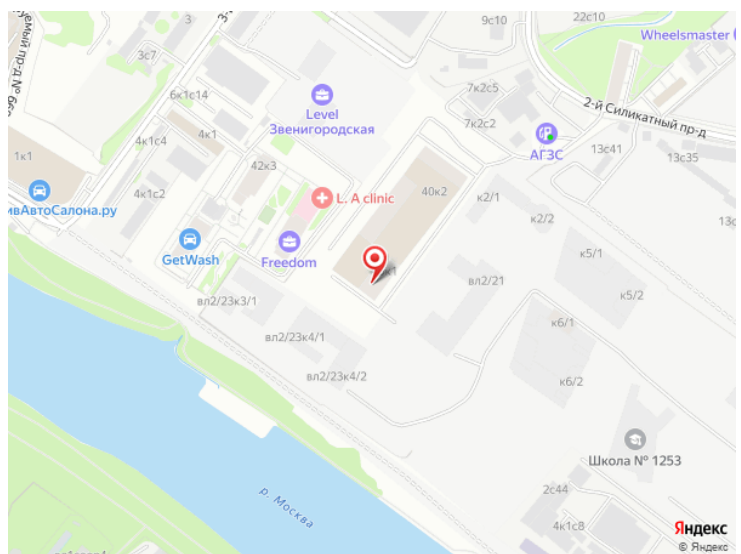 9с10
22с10
Wheelsmaster
3с7
6к1с14
Level
Звенигородская
7к2с5
7к2с2
2-й Силикатный пр-д
АГЗС
13с41
13с35
4к1с4
4к1
1к1
42к3
4к1с2
L. A clinic
40к2
к2/1
к2/2
ивАвтоСалона.ру
GetWash
Freedom
к5/1
к5/2
вл2/21
вл2/23к3/1
вл2/23к4/1
вл2/23к4/2
к6/1
к6/2
Школа № 1253
2с44
4к1с8
р. Москва
Яндекс
© Яндекс